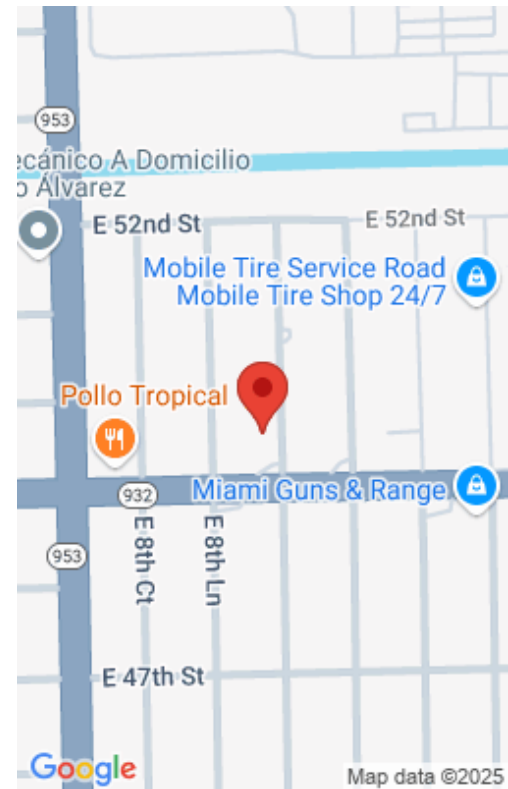 953
ecánico A Domicilio
o Álvarez
E 52nd St
E 52nd St
Mobile Tire Service Road
Mobile Tire Shop 24/7
Pollo Tropical
932
Miami Guns & Range
E 8th Ct
E 8th Ln
953
E 47th St
Google
Map data ©2025